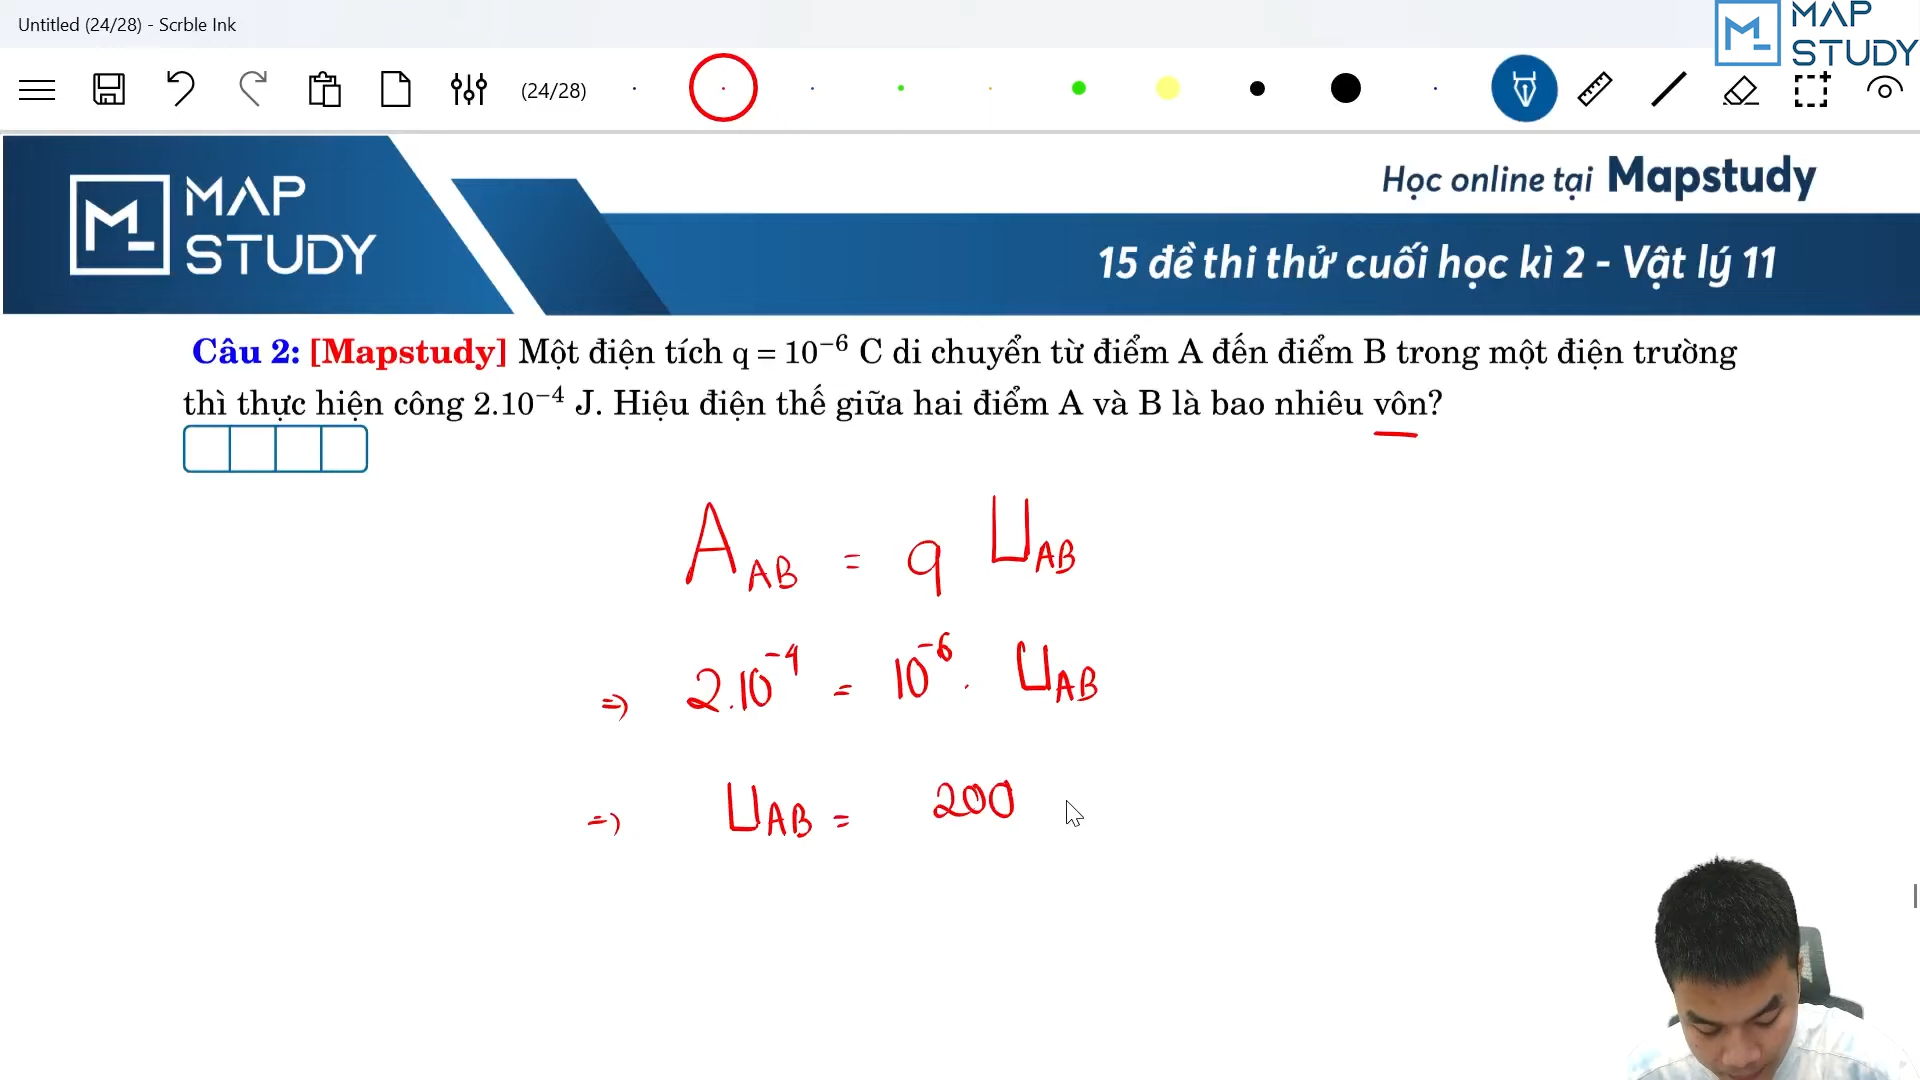 Untitled (24/28) - Scrble Ink
MAP
STUDY
(24/28)
MAP
STUDY
Học online tại Mapstudy
15 đề thi thử cuối học kì 2 - Vật lý 11
Câu 2: [Mapstudy] Một điện tích q = 10⁻⁶ C di chuyển từ điểm A đến điểm B trong một điện trường
thì thực hiện công 2.10⁻⁴ J. Hiệu điện thế giữa hai điểm A và B là bao nhiêu vôn?
A_AB = q U_AB
=> 2.10⁻⁴ = 10⁻⁶ . U_AB
=> U_AB = 200